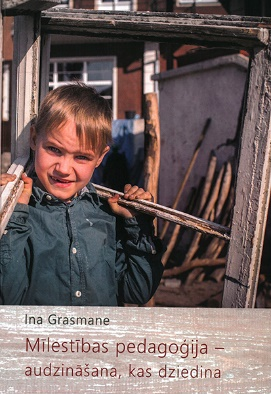 Ina Grasmane
Mīlestības pedagoģija –
audzināšana, kas dziedina